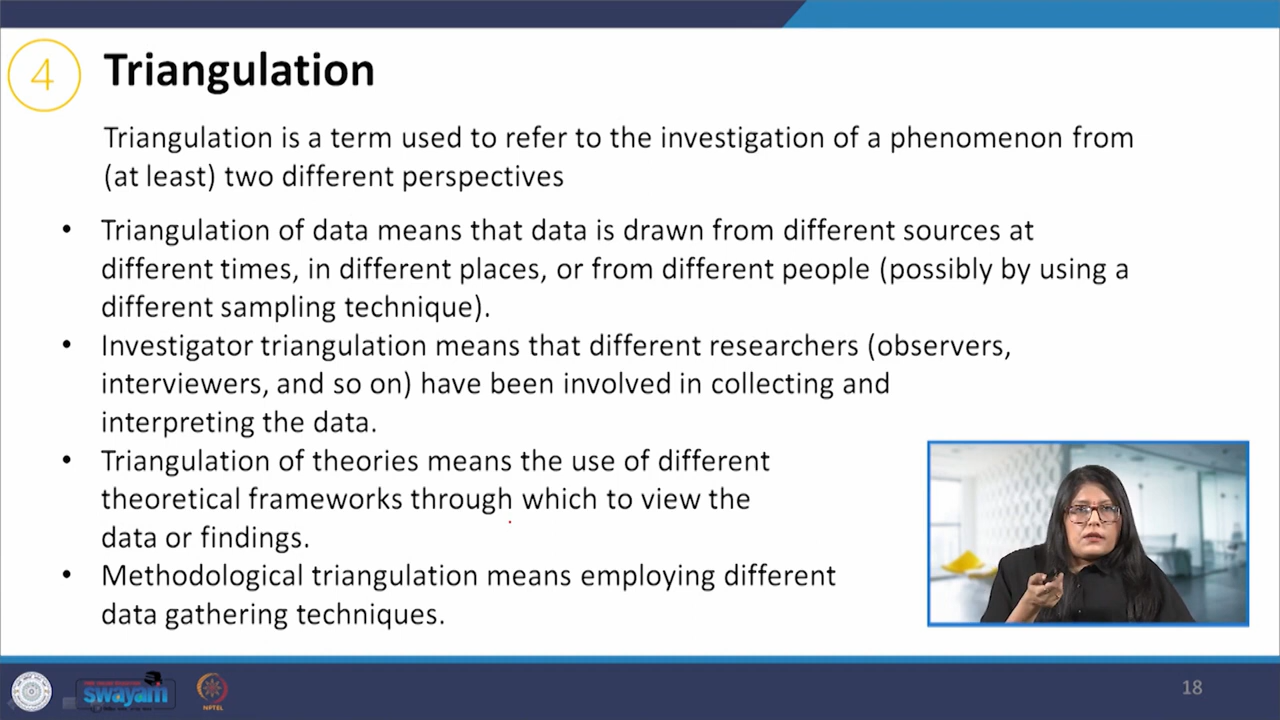 4
Triangulation
Triangulation is a term used to refer to the investigation of a phenomenon from
(at least) two different perspectives
• Triangulation of data means that data is drawn from different sources at
different times, in different places, or from different people (possibly by using a
different sampling technique).
• Investigator triangulation means that different researchers (observers,
interviewers, and so on) have been involved in collecting and
interpreting the data.
• Triangulation of theories means the use of different
theoretical frameworks through which to view the
data or findings.
• Methodological triangulation means employing different
data gathering techniques.
swayam
NPTEL
18